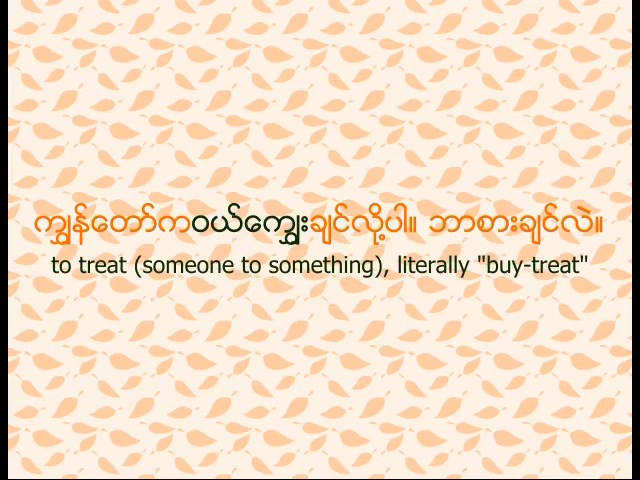 ကျွန်တော်ကဝယ်ကျွေးချင်လို့ပါ။ ဘာစားချင်လဲ။
to treat (someone to something), literally "buy-treat"